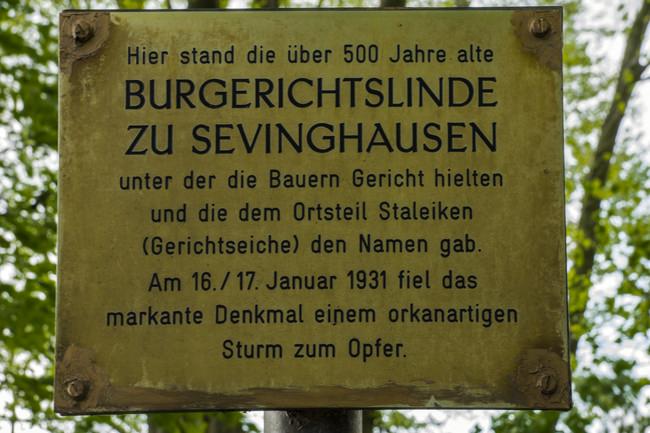 Hier stand die über 500 Jahre alte
BURGERICHTSLINDE
ZU SEVINGHAUSEN
unter der die Bauern Gericht hielten
und die dem Ortsteil Staleiken
(Gerichtseiche) den Namen gab.
Am 16./17. Januar 1931 fiel das
markante Denkmal einem orkanartigen
Sturm zum Opfer.